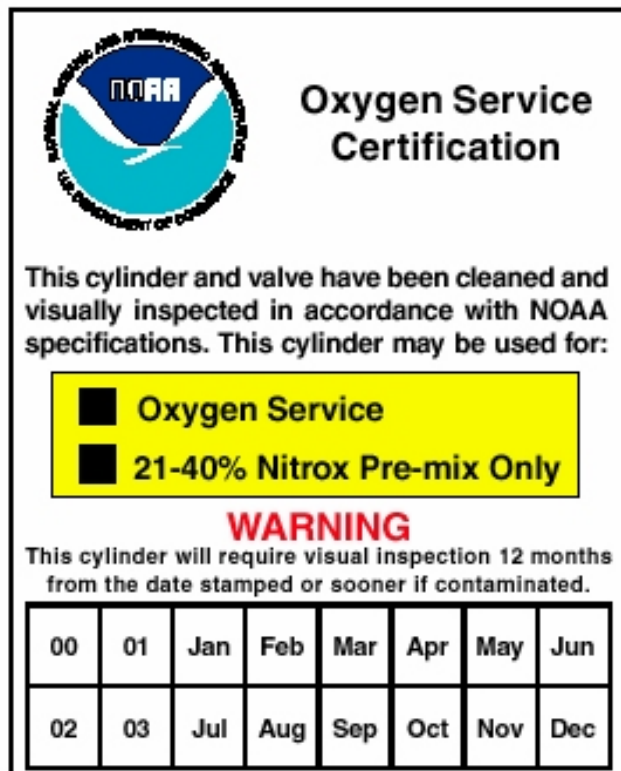 NOAA
U.S. DEPARTMENT OF COMMERCE
Oxygen Service
Certification
This cylinder and valve have been cleaned and
visually inspected in accordance with NOAA
specifications. This cylinder may be used for:
Oxygen Service
21-40% Nitrox Pre-mix Only
WARNING
This cylinder will require visual inspection 12 months
from the date stamped or sooner if contaminated.
00 01 Jan Feb Mar Apr May Jun
02 03 Jul Aug Sep Oct Nov Dec